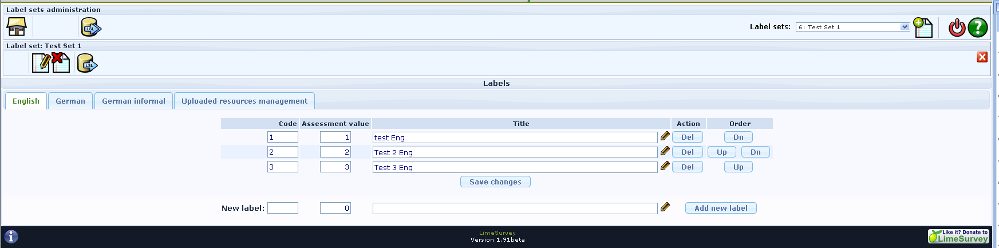 Label sets administration
.LSL
Label sets: 6: Test Set 1
?
Label set: Test Set 1
.LSL
Labels
English German German informal Uploaded resources management
Code Assessment value Title Action Order
1 1 test Eng Del Dn
2 2 Test 2 Eng Del Up Dn
3 3 Test 3 Eng Del Up
Save changes
New label: 0 Add new label
LimeSurvey
Version 1.91beta
Like it? Donate to
LimeSurvey